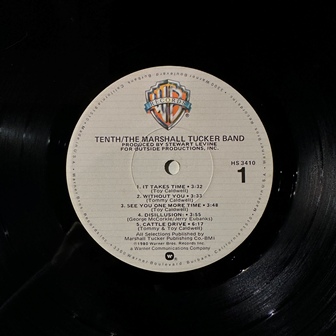 WB
RECORDS
TENTH/THE MARSHALL TUCKER BAND
PRODUCED BY STEWART LEVINE
FOR OUTSIDE PRODUCTIONS, INC.
HS 3410
1
1. IT TAKES TIME • 3:32
(Toy Caldwell)
2. WITHOUT YOU • 3:33
(Tommy Caldwell)
3. SEE YOU ONE MORE TIME • 3:48
(Toy Caldwell)
4. DISILLUSION • 3:55
(George McCorkle/Jerry Eubanks)
5. CATTLE DRIVE • 6:17
(Tommy & Toy Caldwell)
All Selections Published by
Marshall Tucker Publishing Co.-BMI
©1980 Warner Bros. Records Inc.
a Warner Communications Company